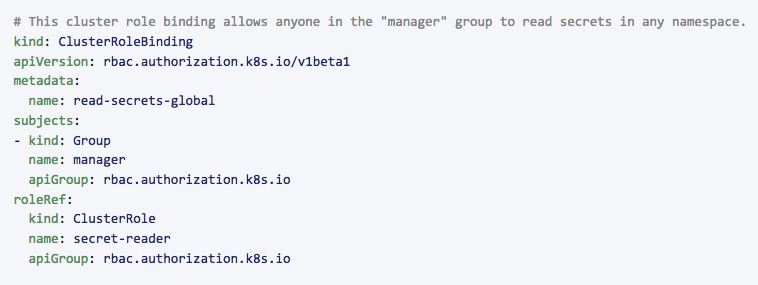 # This cluster role binding allows anyone in the "manager" group to read secrets in any namespace.
kind: ClusterRoleBinding
apiVersion: rbac.authorization.k8s.io/v1beta1
metadata:
  name: read-secrets-global
subjects:
- kind: Group
  name: manager
  apiGroup: rbac.authorization.k8s.io
roleRef:
  kind: ClusterRole
  name: secret-reader
  apiGroup: rbac.authorization.k8s.io